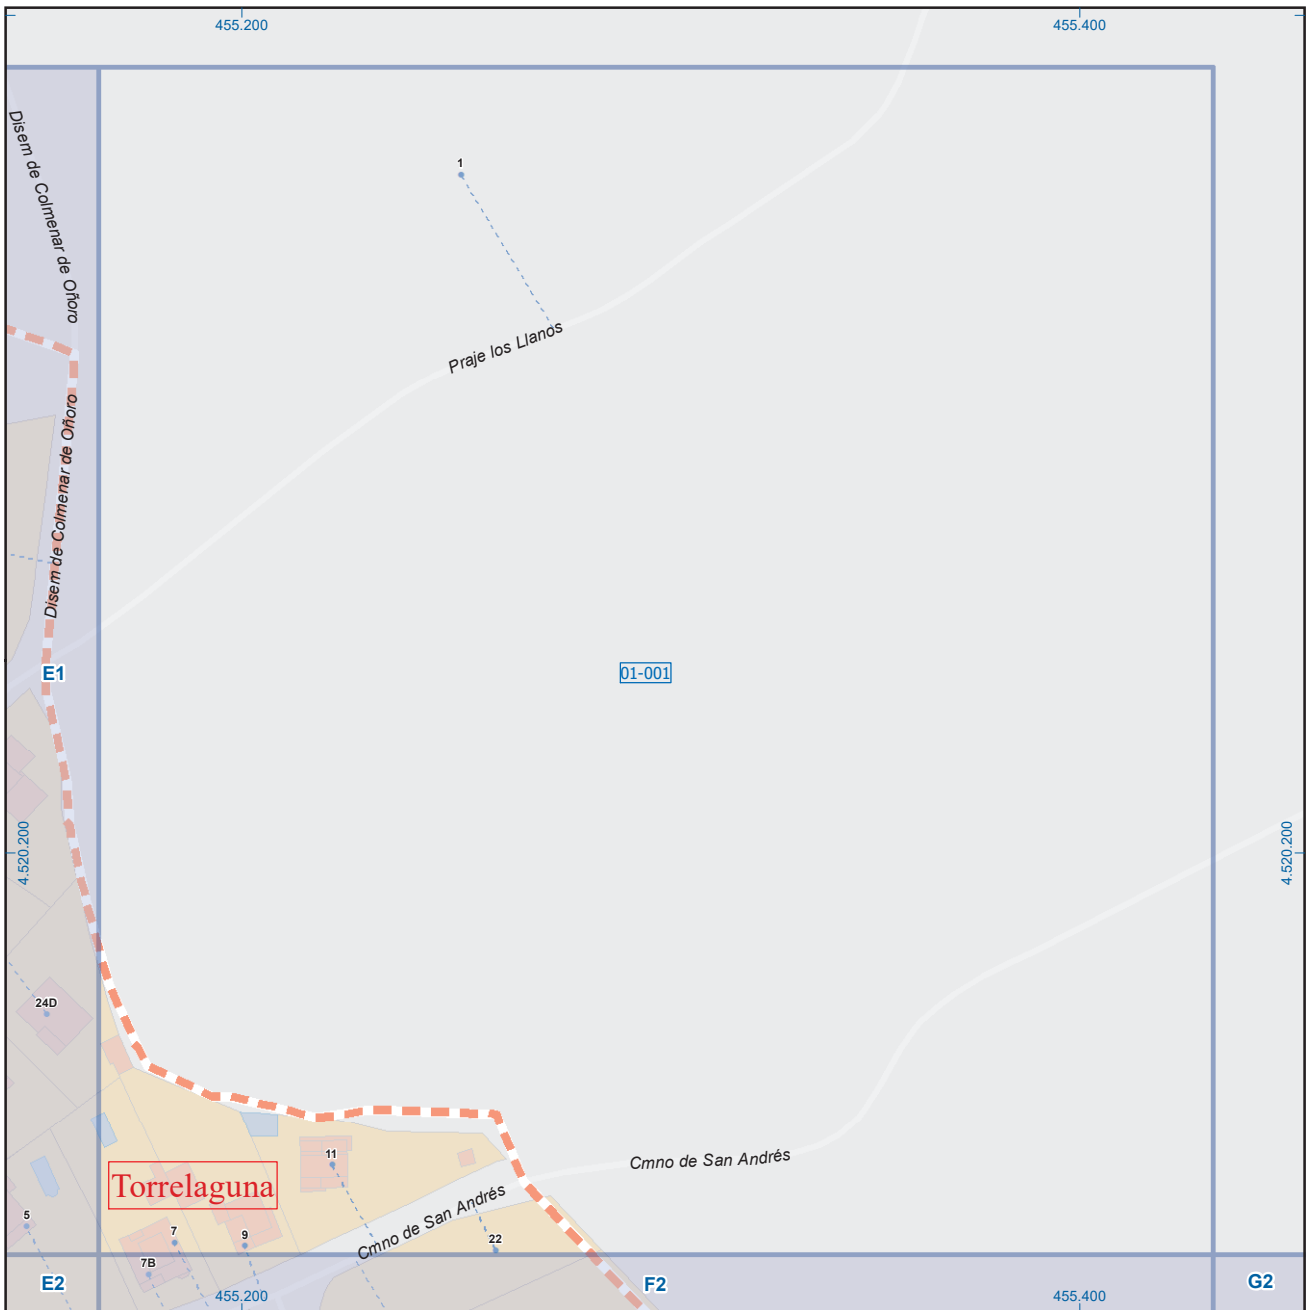 455.200
455.400
Disem de Colmenar de Oñoro
1
Praje los Llanos
Disem de Colmenar de Oñoro
E1
01-001
4.520.200
4.520.200
24D
11
Cmno de San Andrés
Torrelaguna
Cmno de San Andrés
5
7
9
22
7B
E2
F2
G2
455.200
455.400